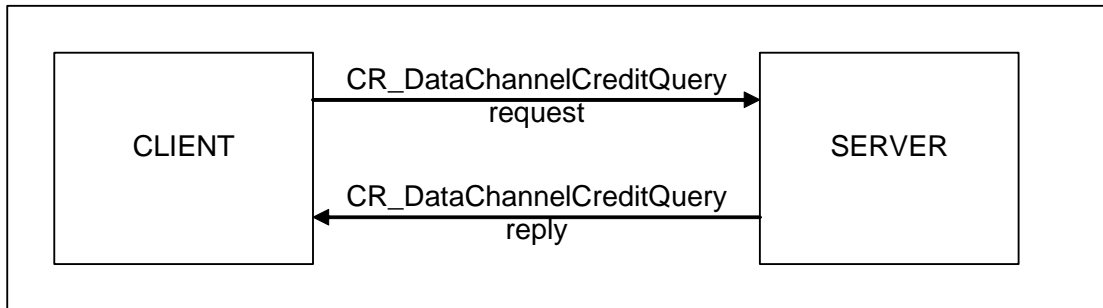 CR_DataChannelCreditQuery
request
CLIENT
SERVER
CR_DataChannelCreditQuery
reply